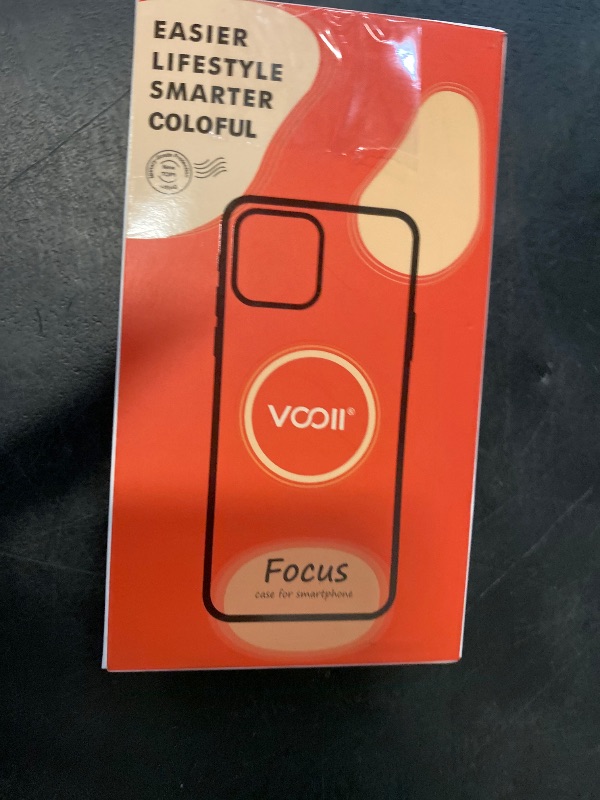 EASIER
LIFESTYLE
SMARTER
COLOFUL
VOOII®
Focus
case for smartphone